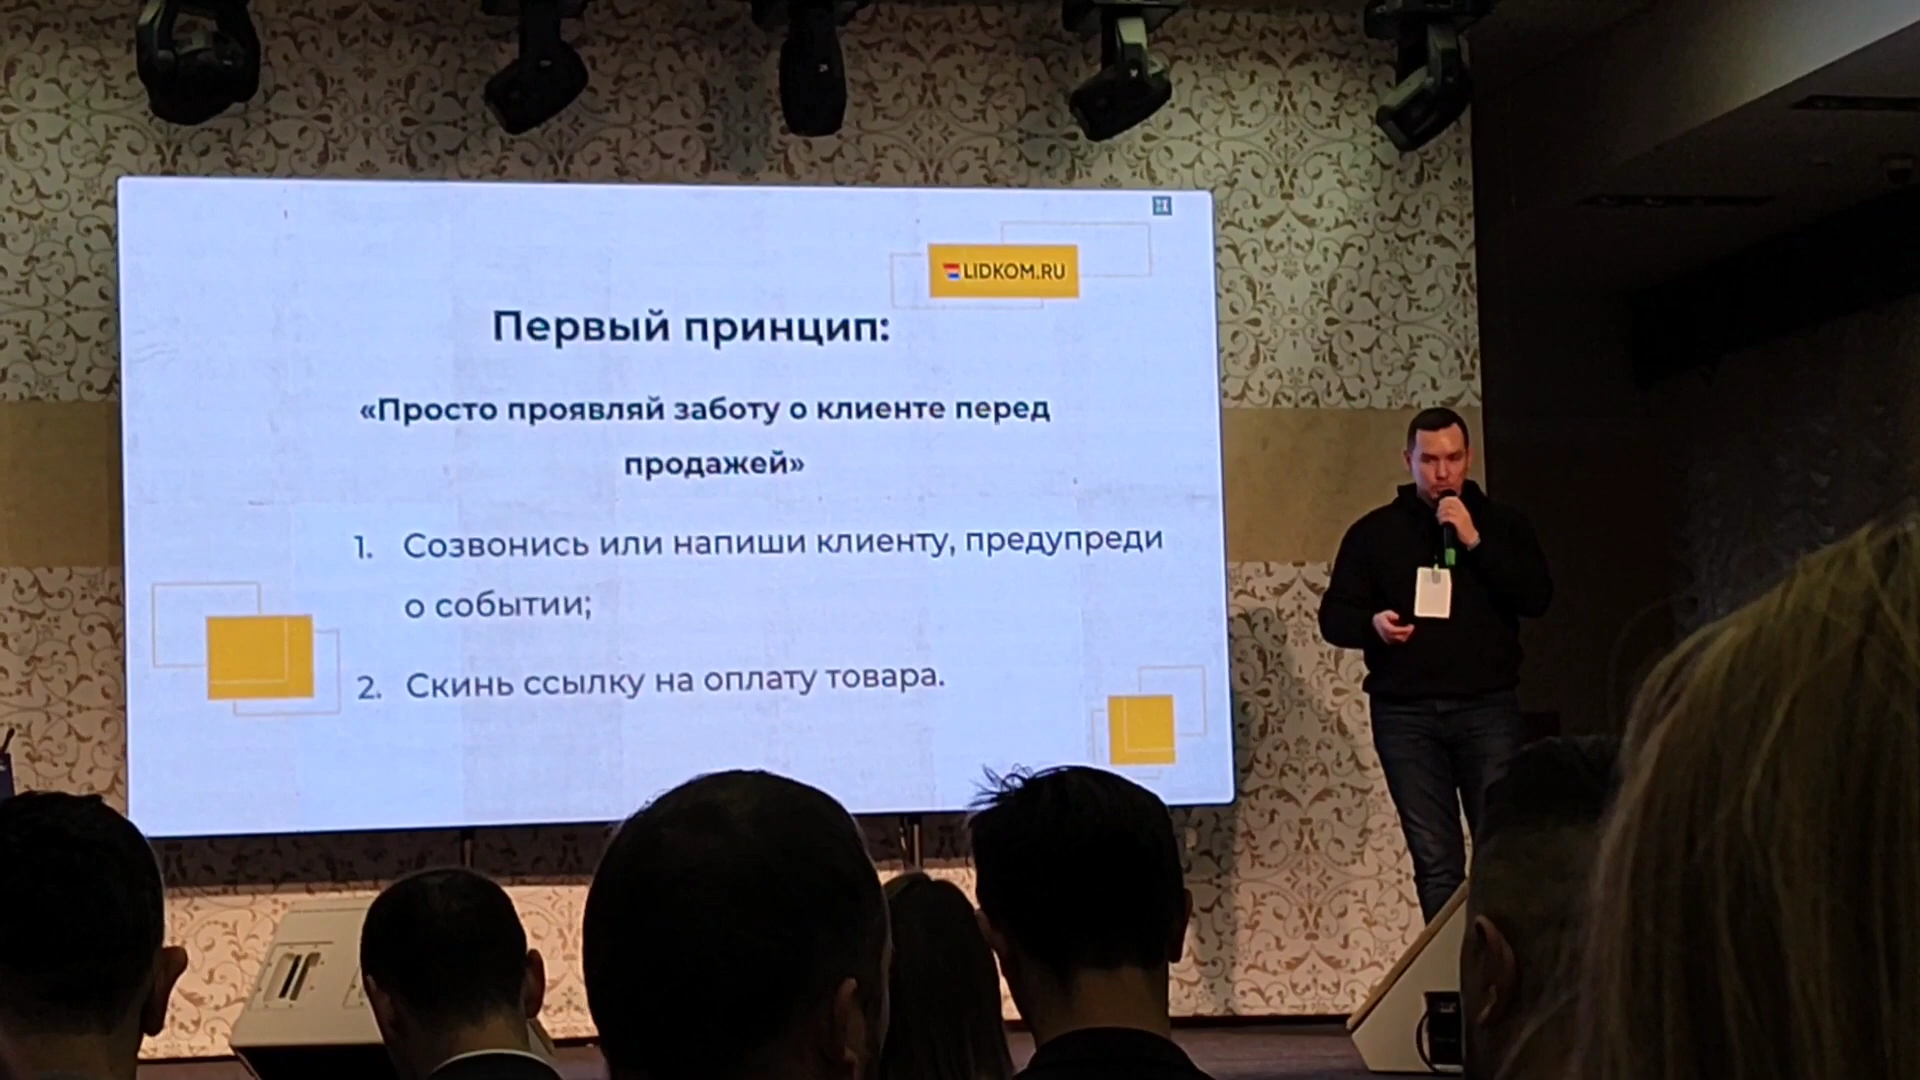 LIDKOM.RU
Первый принцип:
«Просто проявляй заботу о клиенте перед
продажей»
1. Созвонись или напиши клиенту, предупреди
о событии;
2. Скинь ссылку на оплату товара.